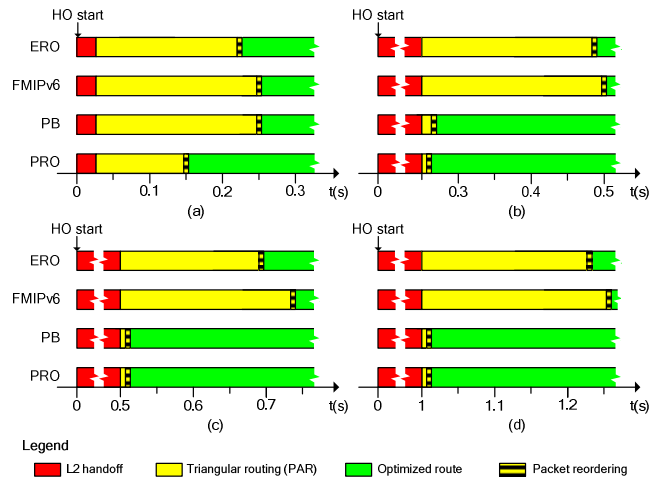 HO start
ERO
FMIPv6
PB
PRO
0 0.1 0.2 0.3 t(s)
(a)
HO start
0 0.3 0.4 0.5 t(s)
(b)
HO start
ERO
FMIPv6
PB
PRO
0 0.5 0.6 0.7 t(s)
(c)
HO start
0 1 1.1 1.2 t(s)
(d)
Legend
L2 handoff Triangular routing (PAR) Optimized route Packet reordering